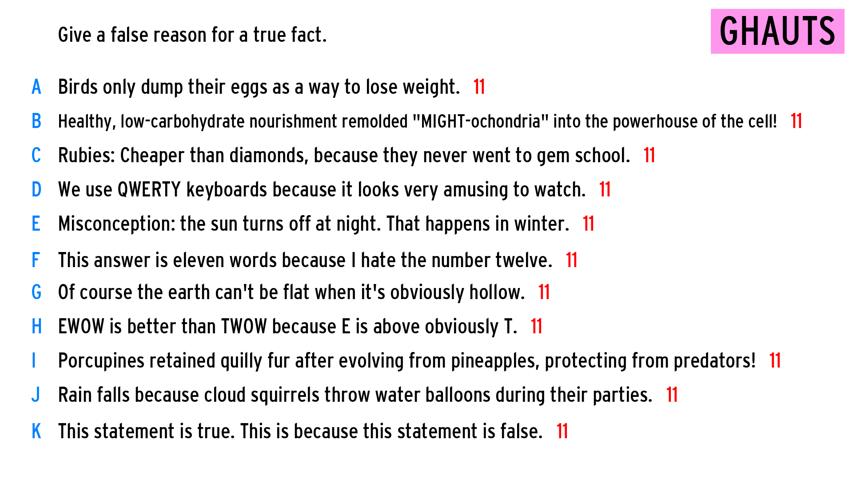 Give a false reason for a true fact.
GHAUTS
A Birds only dump their eggs as a way to lose weight. 11
B Healthy, low-carbohydrate nourishment remolded "MIGHT-ochondria" into the powerhouse of the cell! 11
C Rubies: Cheaper than diamonds, because they never went to gem school. 11
D We use QWERTY keyboards because it looks very amusing to watch. 11
E Misconception: the sun turns off at night. That happens in winter. 11
F This answer is eleven words because I hate the number twelve. 11
G Of course the earth can't be flat when it's obviously hollow. 11
H EWOW is better than TWOW because E is above obviously T. 11
I Porcupines retained quilly fur after evolving from pineapples, protecting from predators! 11
J Rain falls because cloud squirrels throw water balloons during their parties. 11
K This statement is true. This is because this statement is false. 11